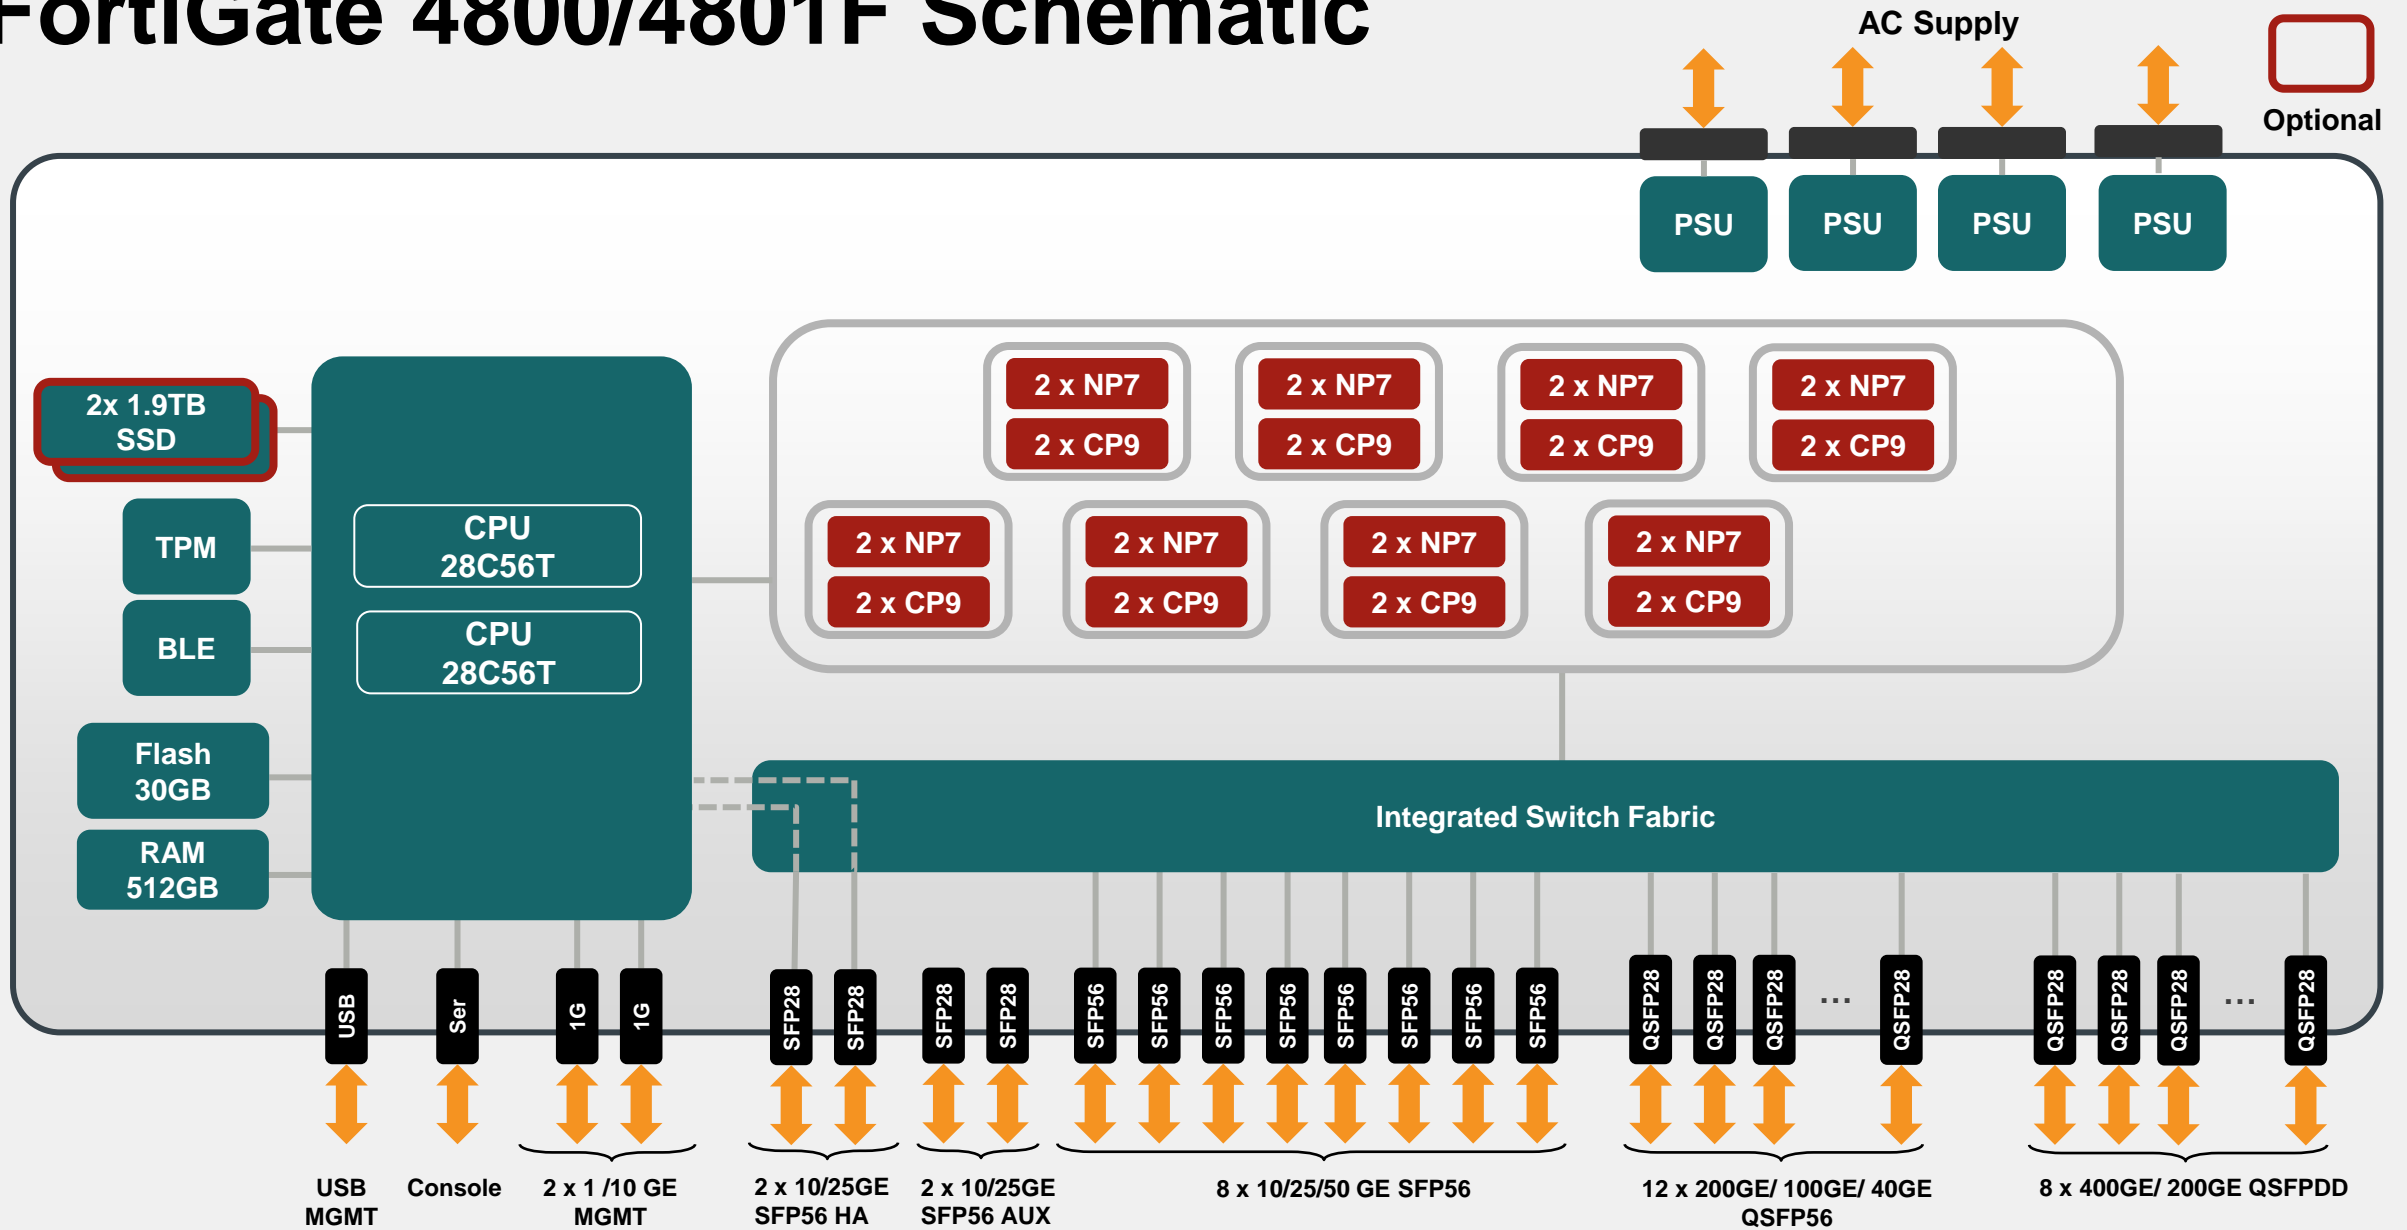 FortiGate 4800/4801F Schematic
AC Supply
Optional
PSU
PSU
PSU
PSU
2x 1.9TB
SSD
TPM
BLE
Flash
30GB
RAM
512GB
CPU
28C56T
CPU
28C56T
2 x NP7
2 x CP9
2 x NP7
2 x CP9
2 x NP7
2 x CP9
2 x NP7
2 x CP9
2 x NP7
2 x CP9
2 x NP7
2 x CP9
2 x NP7
2 x CP9
2 x NP7
2 x CP9
Integrated Switch Fabric
USB
Ser
1G
1G
SFP28
SFP28
SFP28
SFP28
SFP56
SFP56
SFP56
SFP56
SFP56
SFP56
SFP56
SFP56
QSFP28
QSFP28
QSFP28
...
QSFP28
QSFP28
QSFP28
QSFP28
...
QSFP28
USB
MGMT
Console
2 x 1 /10 GE
MGMT
2 x 10/25GE
SFP56 HA
2 x 10/25GE
SFP56 AUX
8 x 10/25/50 GE SFP56
12 x 200GE/ 100GE/ 40GE
QSFP56
8 x 400GE/ 200GE QSFPDD